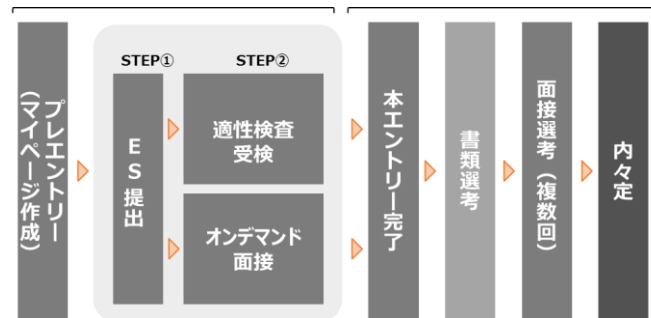 プレエントリー
（マイページ作成）
STEP①
ES提出
STEP②
適性検査
受検
オンデマンド
面接
本エントリー完了
書類選考
面接選考（複数回）
内々定